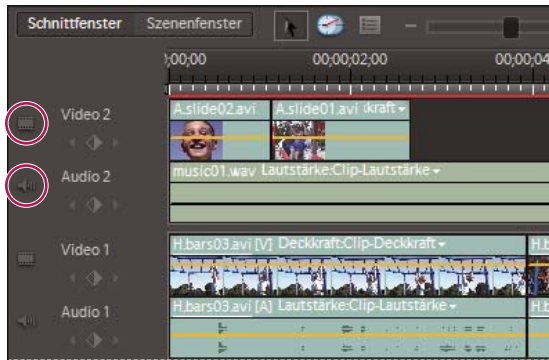 Schnittfenster Szenenfenster
;00;00 00;00;02;00 00;00;04
Video 2
A.slide02.avi A.slide01.avi kraft
Audio 2
music01.wav Lautstärke:Clip-Lautstärke
Video 1
H.bars03.avi [V] Deckkraft:Clip-Deckkraft H.b
Audio 1
H.bars03.avi [A] Lautstärke:Clip-Lautstärke H.b